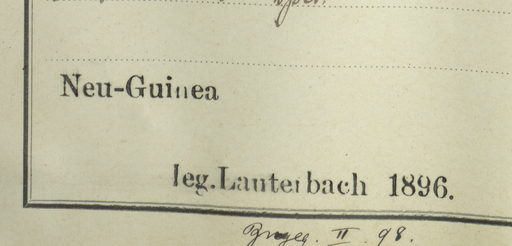 Neu-Guinea
leg. Lauterbach 1896.
II. 98.